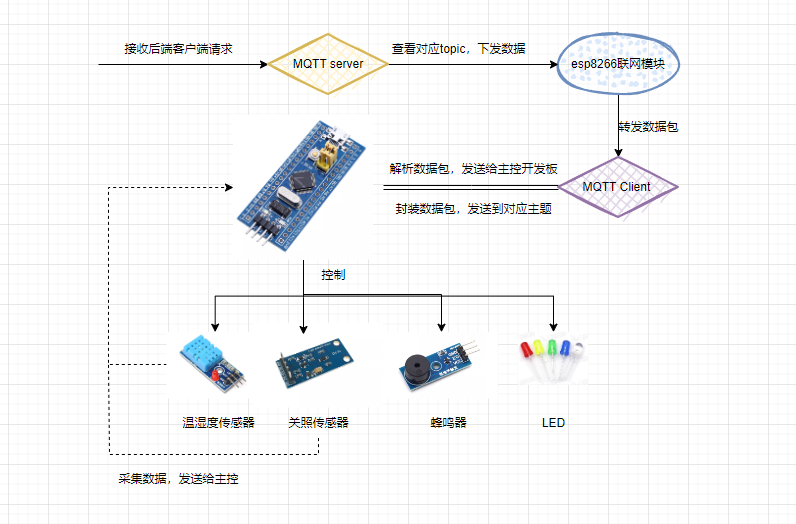 接收后端客户端请求
MQTT server
查看对应topic，下发数据
esp8266联网模块
转发数据包
解析数据包，发送给主控开发板
MQTT Client
封装数据包，发送到对应主题
控制
温湿度传感器
关照传感器
蜂鸣器
LED
采集数据，发送给主控